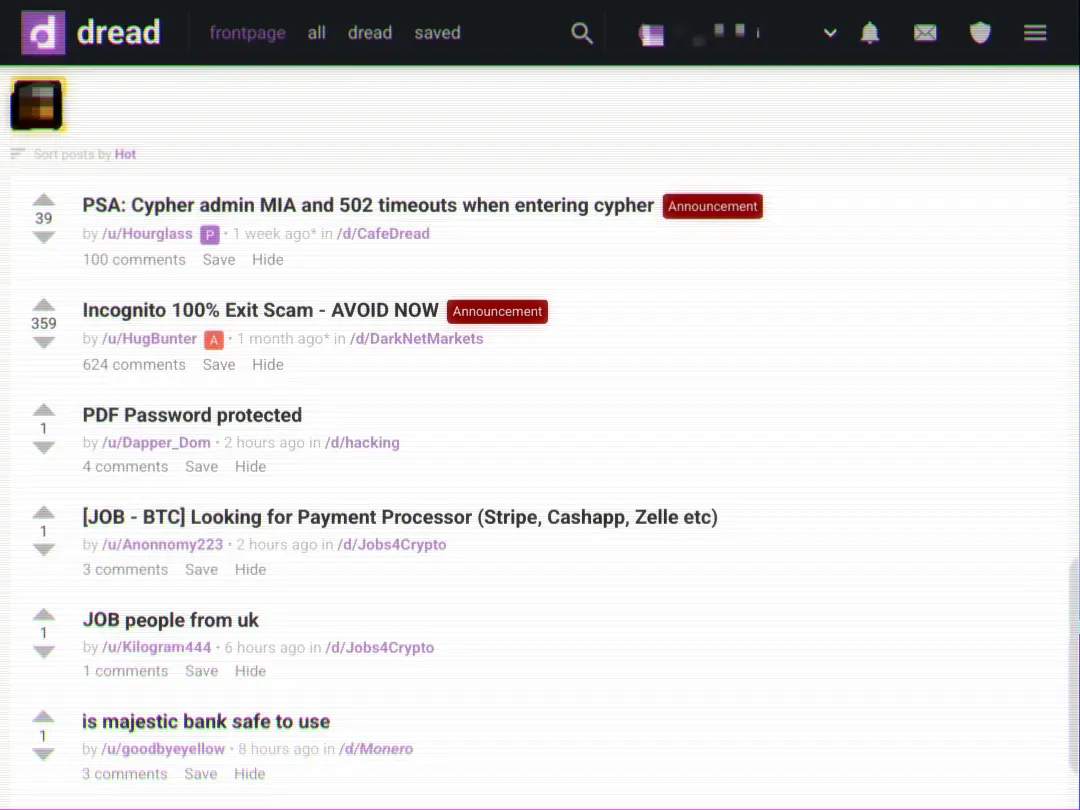 dread frontpage all dread saved
Sort posts by Hot
39
PSA: Cypher admin MIA and 502 timeouts when entering cypher Announcement
by /u/Hourglass P • 1 week ago* in /d/CafeDread
100 comments Save Hide
359
Incognito 100% Exit Scam - AVOID NOW Announcement
by /u/HugBunter A • 1 month ago* in /d/DarkNetMarkets
624 comments Save Hide
1
PDF Password protected
by /u/Dapper_Dom • 2 hours ago in /d/hacking
4 comments Save Hide
1
[JOB - BTC] Looking for Payment Processor (Stripe, Cashapp, Zelle etc)
by /u/Anonnomy223 • 2 hours ago in /d/Jobs4Crypto
3 comments Save Hide
1
JOB people from uk
by /u/Kilogram444 • 6 hours ago in /d/Jobs4Crypto
1 comments Save Hide
1
is majestic bank safe to use
by /u/goodbyeyellow • 8 hours ago in /d/Monero
3 comments Save Hide